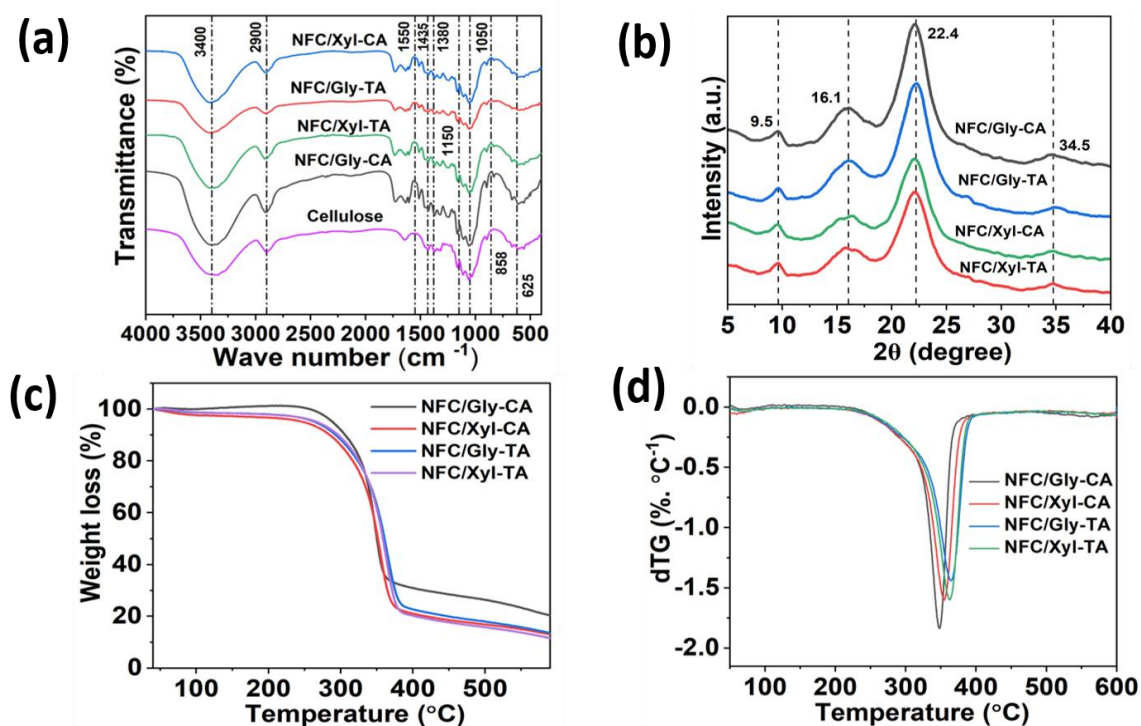 (a)
Transmittance (%)
3400
2900
1550
1435
1380
1050
NFC/Xyl-CA
NFC/Gly-TA
NFC/Xyl-TA
1150
NFC/Gly-CA
Cellulose
858
625
4000 3500 3000 2500 2000 1500 1000 500
Wave number (cm -1)
(b)
Intensity (a.u.)
22.4
9.5
16.1
34.5
NFC/Gly-CA
NFC/Gly-TA
NFC/Xyl-CA
NFC/Xyl-TA
5 10 15 20 25 30 35 40
2θ (degree)
(c)
Weight loss (%)
100
80
60
40
20
0
NFC/Gly-CA
NFC/Xyl-CA
NFC/Gly-TA
NFC/Xyl-TA
100 200 300 400 500
Temperature (°C)
(d)
dTG (%. °C-1)
0.0
-0.5
-1.0
-1.5
-2.0
NFC/Gly-CA
NFC/Xyl-CA
NFC/Gly-TA
NFC/Xyl-TA
100 200 300 400 500 600
Temperature (°C)